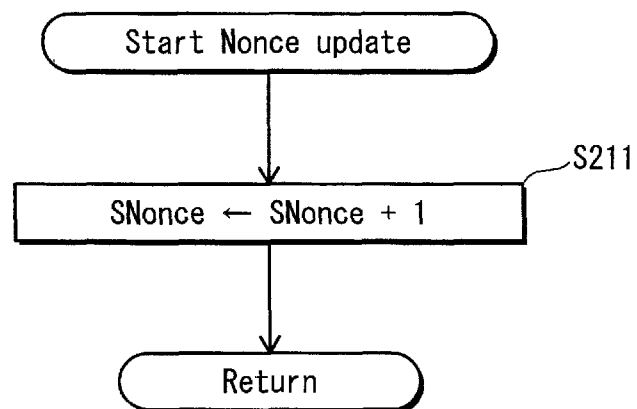 Start Nonce update
S211
SNonce ← SNonce + 1
Return